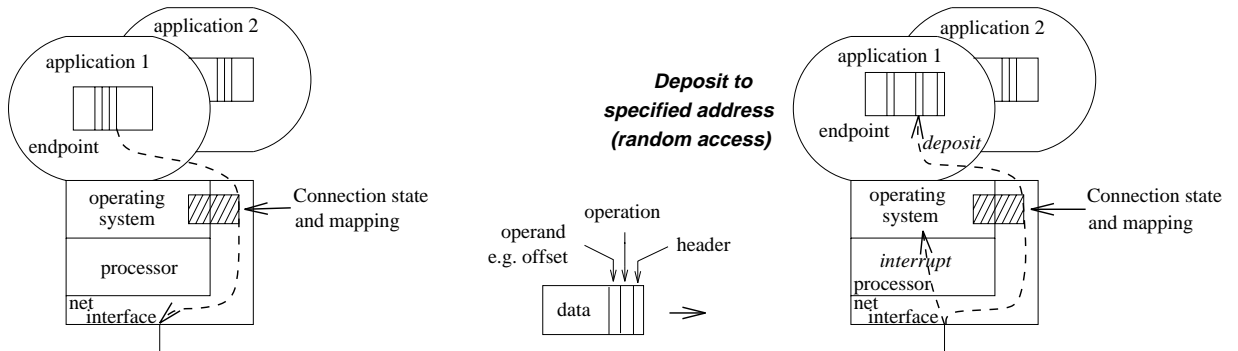 application 2
application 1
endpoint
operating
system
processor
net
interface
Connection state
and mapping
Deposit to
specified address
(random access)
operation
operand
e.g. offset
header
data
application 2
application 1
endpoint
deposit
operating
system
interrupt
processor
net
interface
Connection state
and mapping